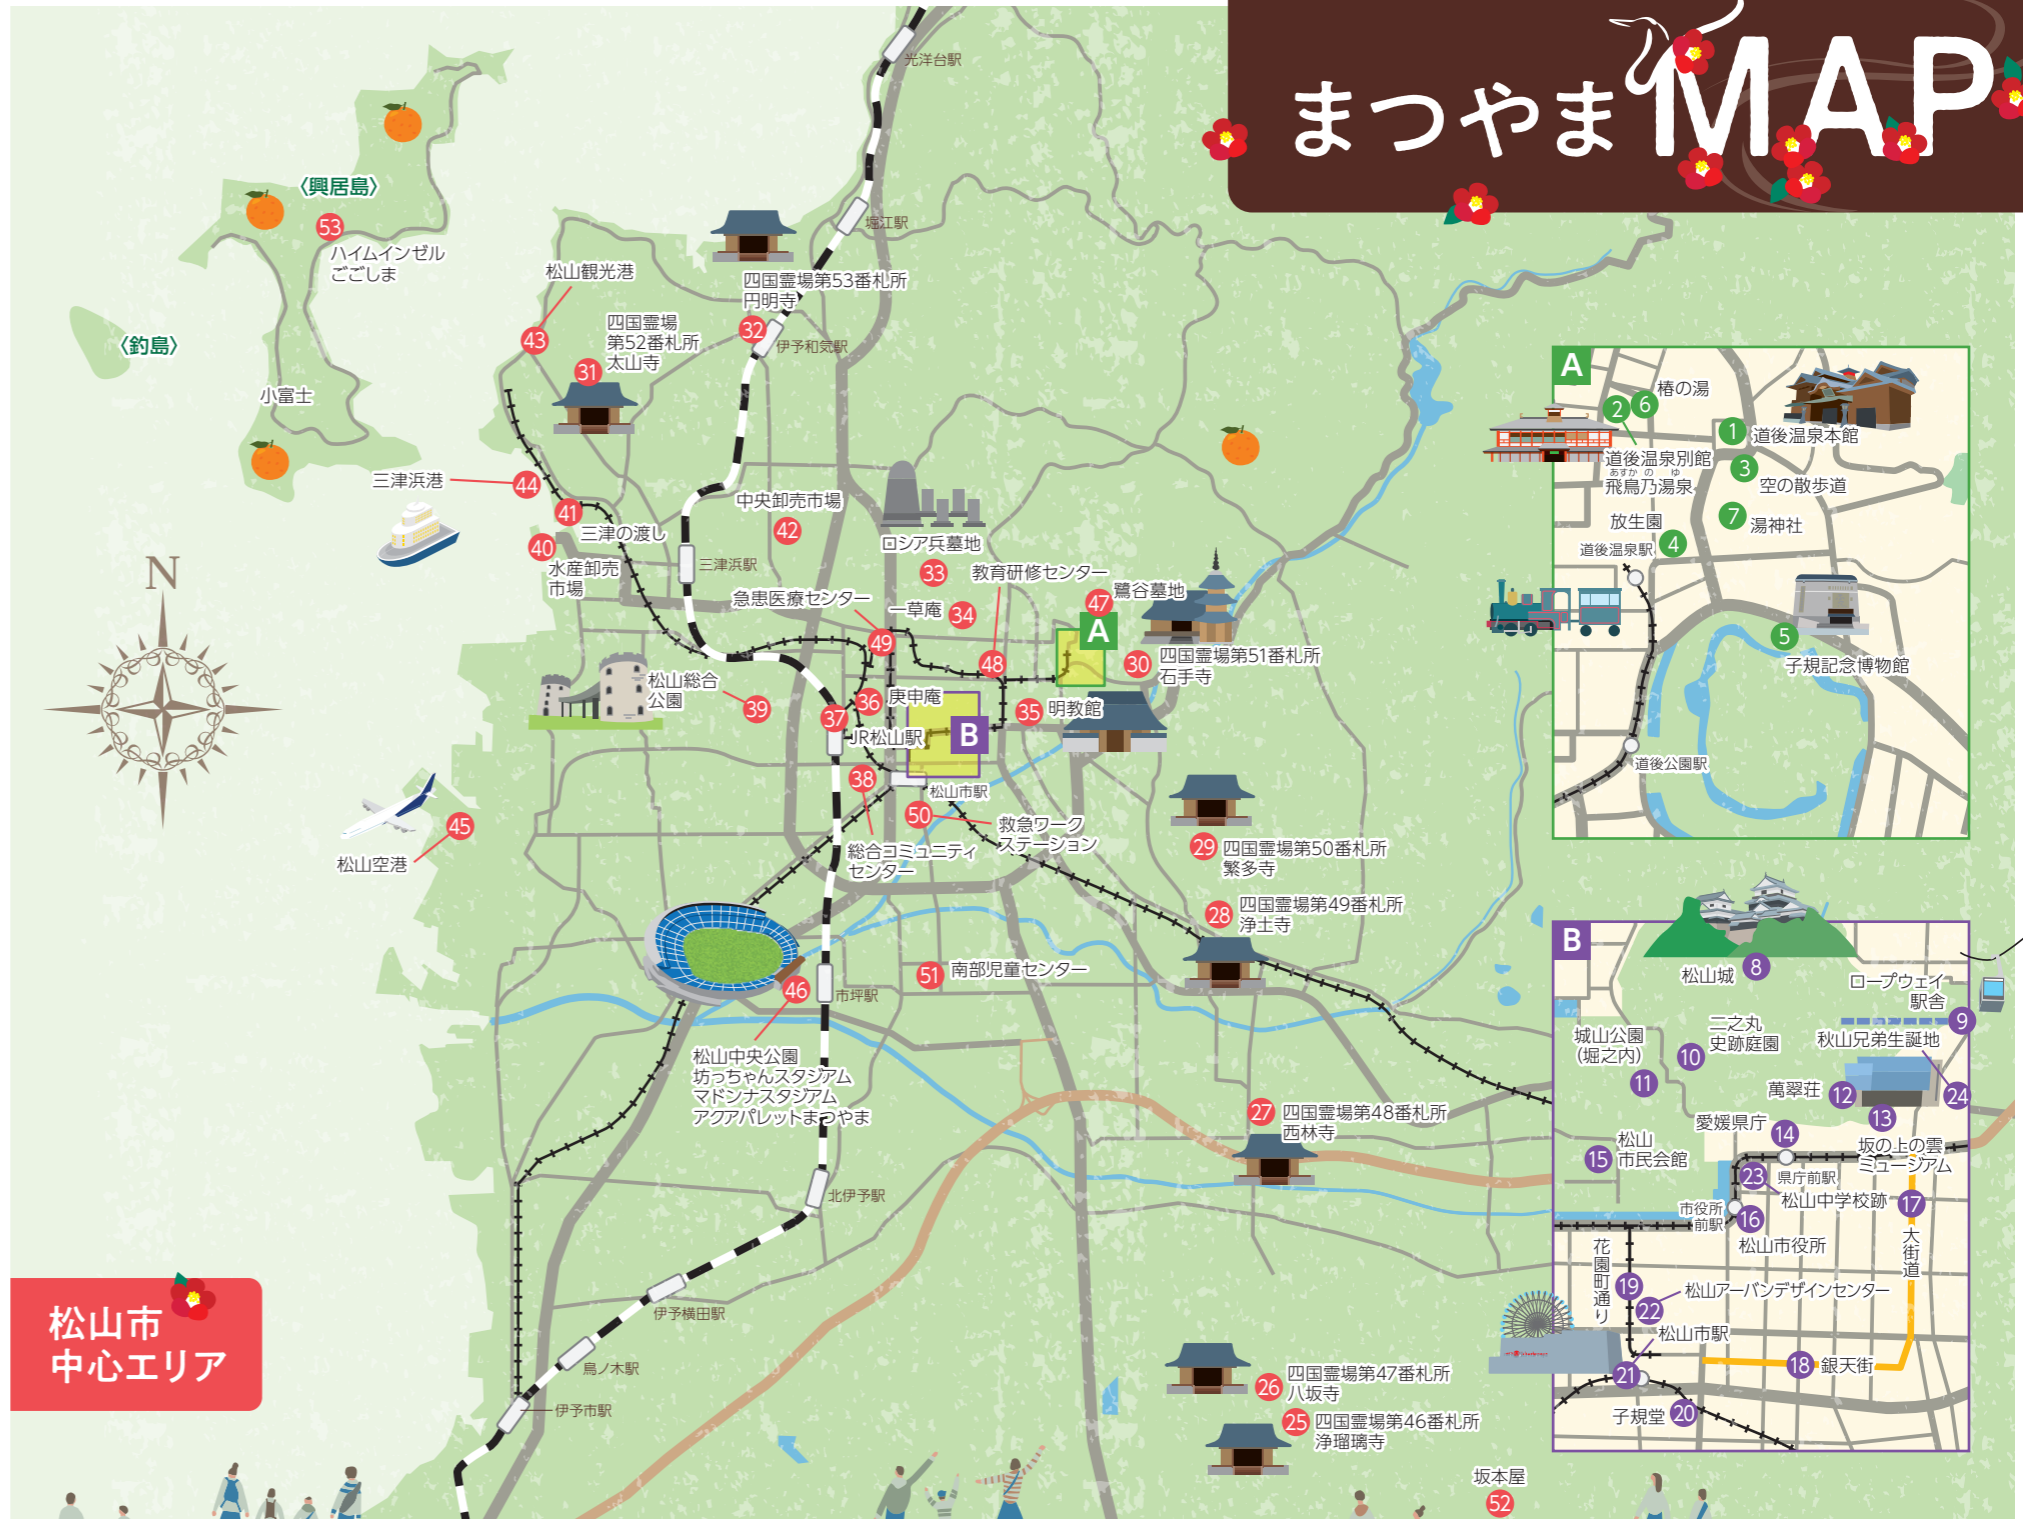 まつやまMAP
光洋台駅
〈興居島〉
53
ハイムインゼル
ごごしま
堀江駅
松山観光港
43
四国霊場第53番札所
円明寺
32
伊予和気駅
四国霊場
第52番札所
太山寺
31
〈釣島〉
小富士
三津浜港
44
41
三津の渡し
40
水産卸売
市場
中央卸売市場
42
三津浜駅
ロシア兵墓地
33
教育研修センター
48
鷺谷墓地
47
A
急患医療センター
49
一草庵
34
30
四国霊場第51番札所
石手寺
N
松山総合
公園
39
36
庚申庵
37
JR松山駅
B
35
明教館
38
松山市駅
50
救急ワーク
ステーション
総合コミュニティ
センター
45
松山空港
29
四国霊場第50番札所
繁多寺
28
四国霊場第49番札所
浄土寺
51
南部児童センター
46
市坪駅
松山中央公園
坊っちゃんスタジアム
マドンナスタジアム
アクアパレットまつやま
27
四国霊場第48番札所
西林寺
北伊予駅
伊予横田駅
鳥ノ木駅
伊予市駅
松山市
中心エリア
26
四国霊場第47番札所
八坂寺
25
四国霊場第46番札所
浄瑠璃寺
坂本屋
52
A
椿の湯
2
6
1
道後温泉本館
道後温泉別館
あすか の ゆ
飛鳥乃湯泉
3
空の散歩道
7
湯神社
放生園
4
道後温泉駅
5
子規記念博物館
道後公園駅
B
松山城
8
ロープウェイ
駅舎
9
城山公園
(堀之内)
11
二之丸
史跡庭園
10
秋山兄弟生誕地
24
萬翠荘
12
13
坂の上の雲
ミュージアム
愛媛県庁
14
松山
市民会館
15
県庁前駅
23
松山中学校跡
17
大街道
市役所
前駅
16
松山市役所
花園町通り
19
22
松山アーバンデザインセンター
松山市駅
21
18
銀天街
子規堂
20